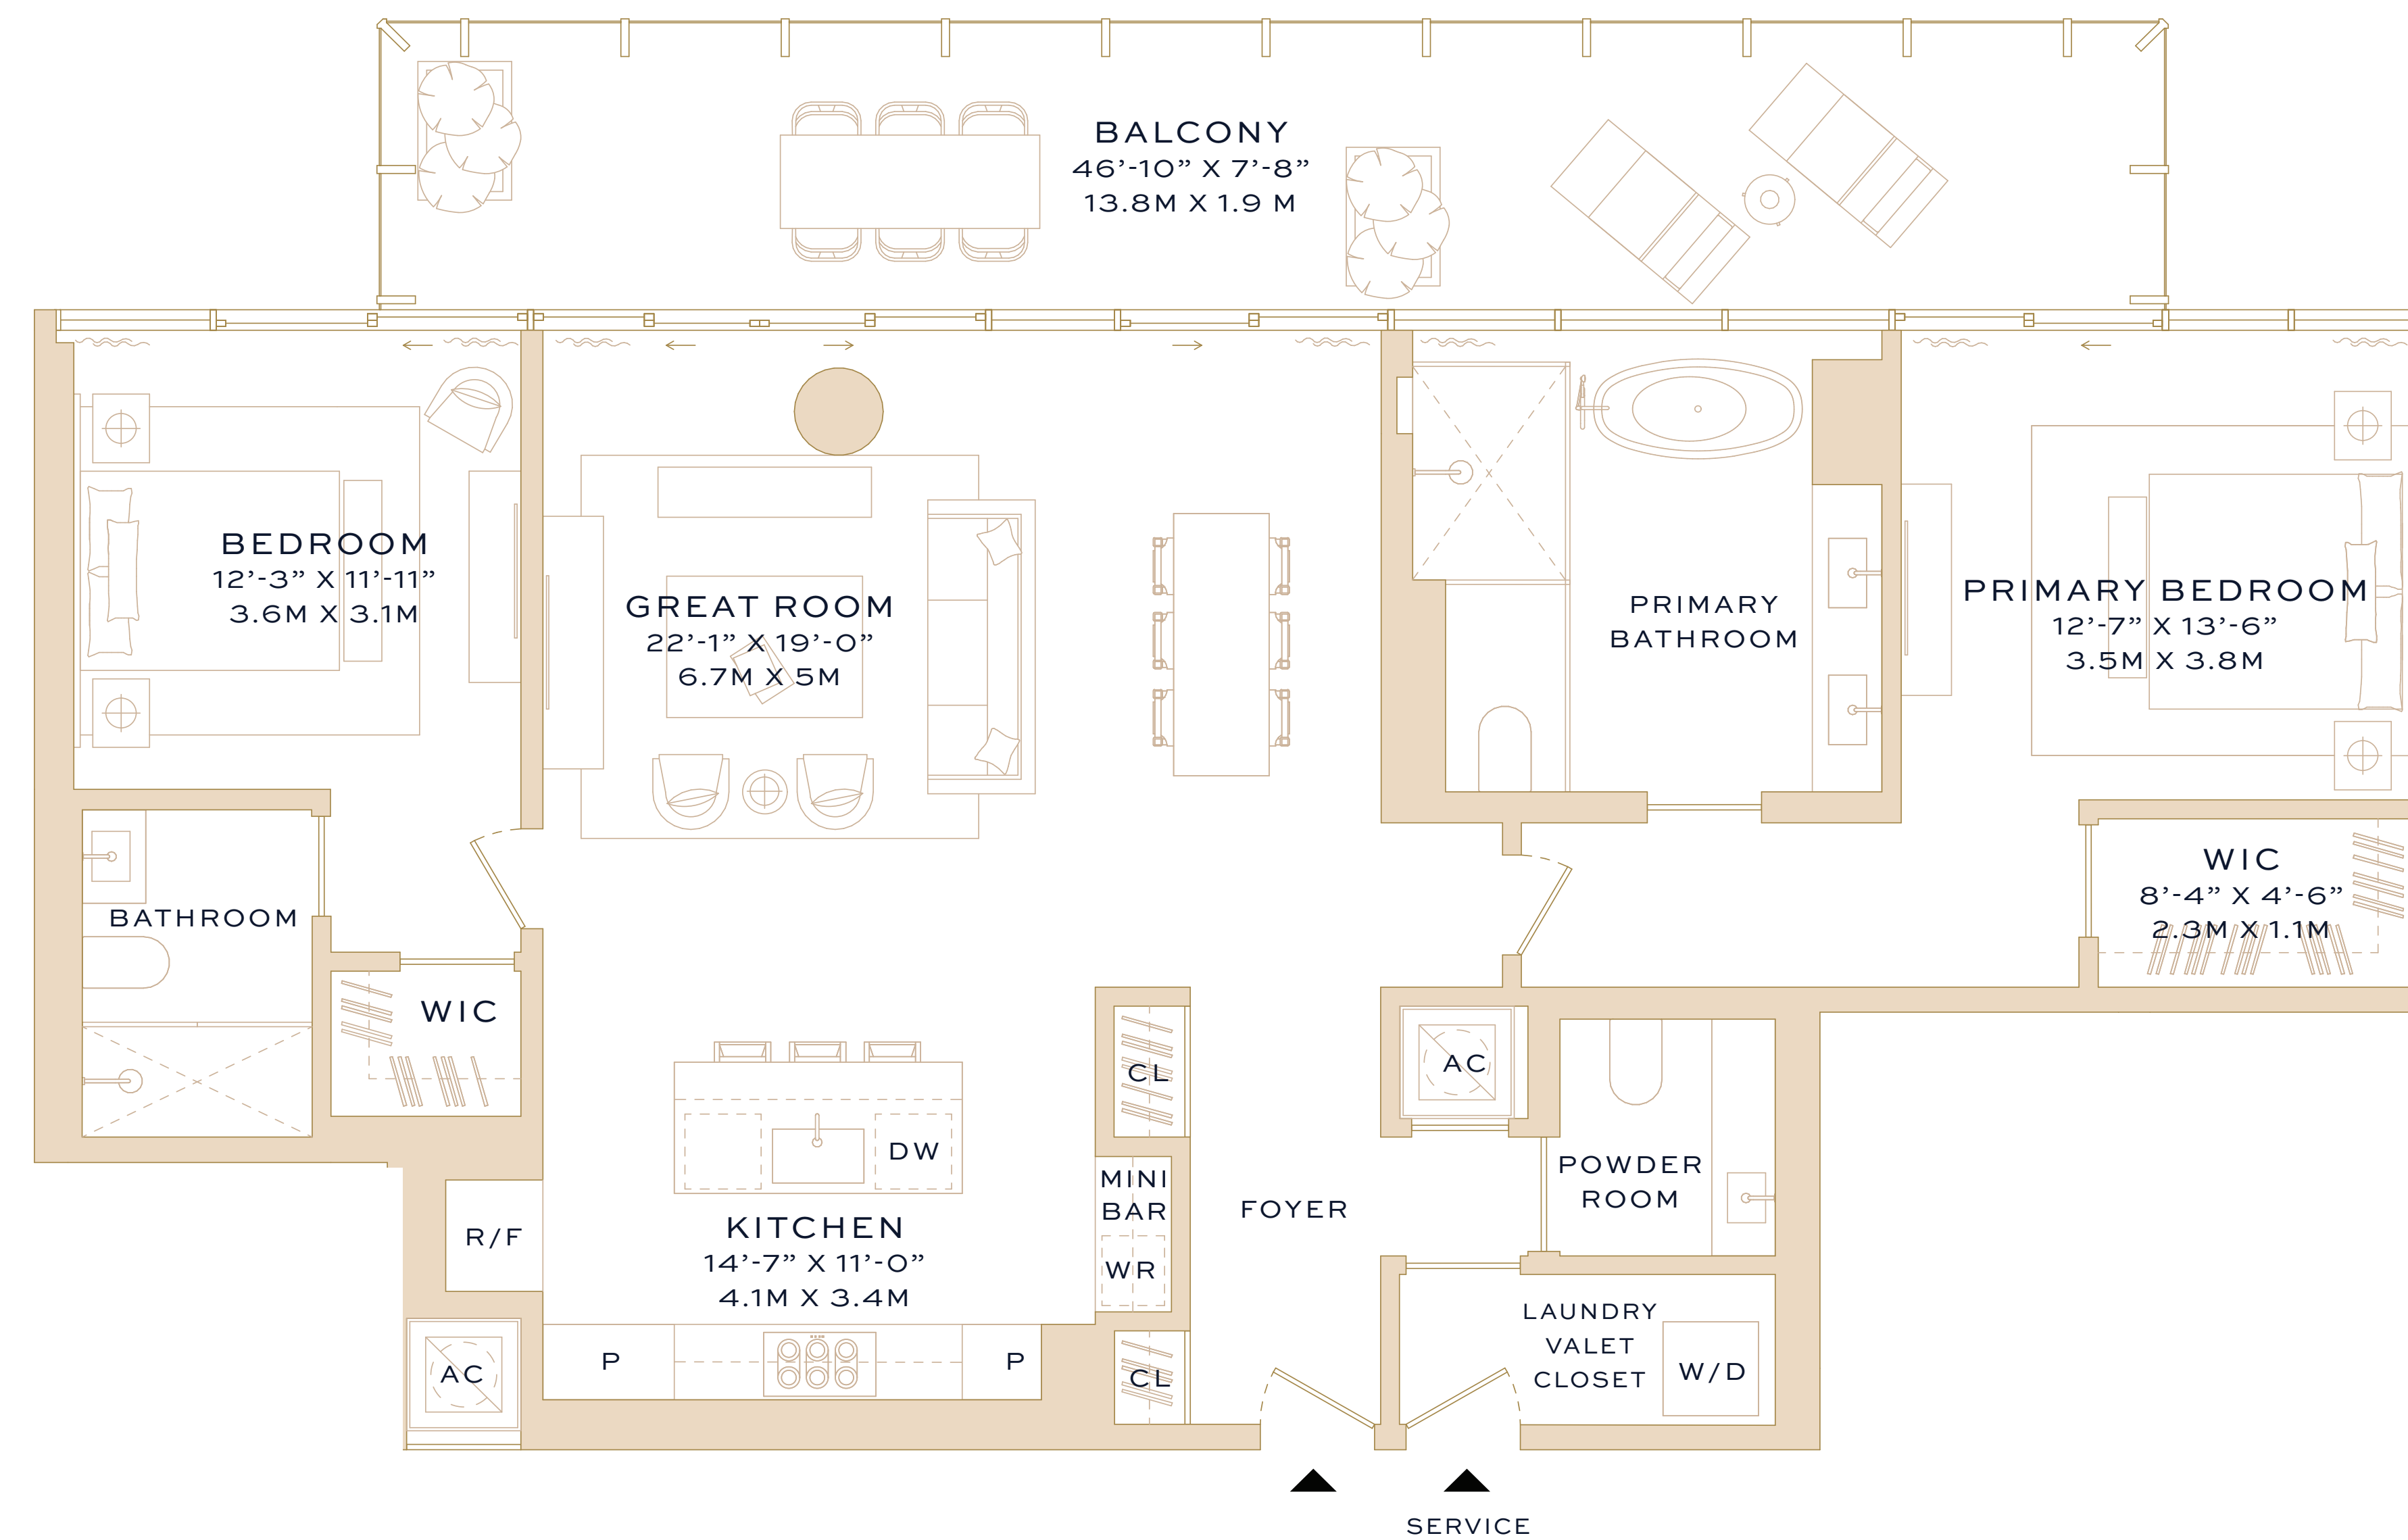 BALCONY
46'-10" X 7'-8"
13.8M X 1.9 M
BEDROOM
12'-3" X 11'-11"
3.6M X 3.1M
GREAT ROOM
22'-1" X 19'-0"
6.7M X 5M
PRIMARY
BATHROOM
PRIMARY BEDROOM
12'-7" X 13'-6"
3.5M X 3.8M
BATHROOM
WIC
WIC
8'-4" X 4'-6"
2.3M X 1.1M
CL
AC
DW
MINI
BAR
WR
R/F
KITCHEN
14'-7" X 11'-0"
4.1M X 3.4M
FOYER
POWDER
ROOM
AC
P
P
CL
LAUNDRY
VALET
CLOSET
W/D
SERVICE